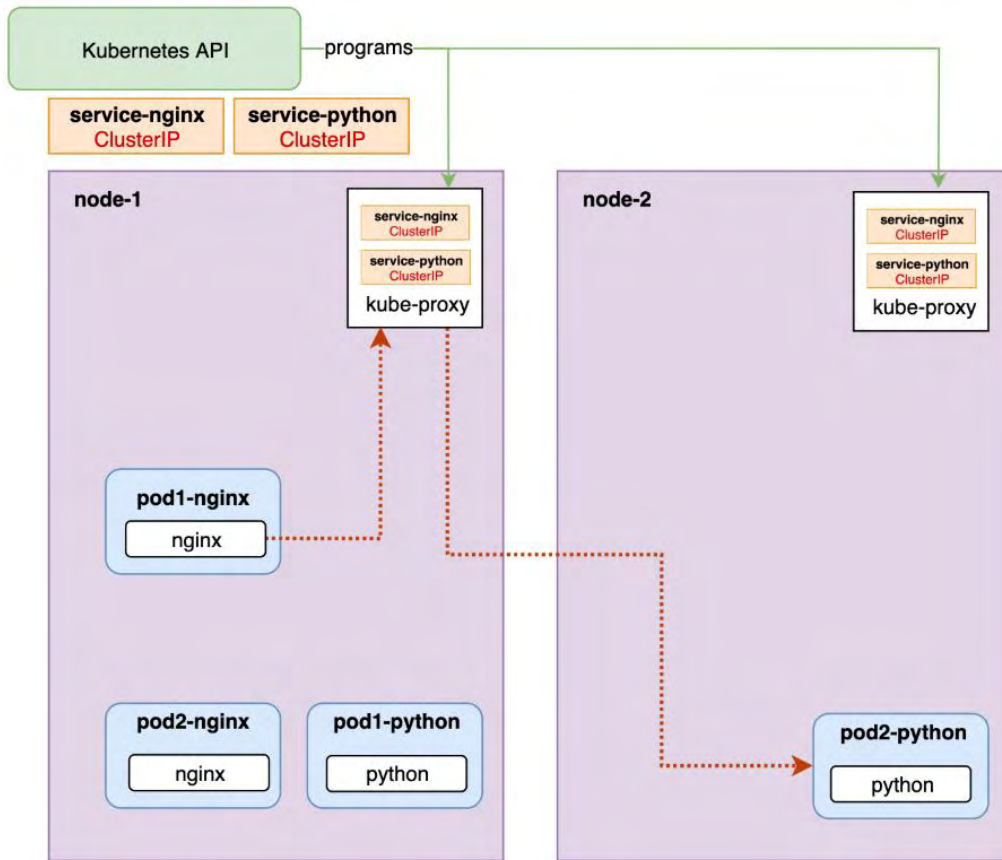 Kubernetes API
programs
service-nginx
ClusterIP
service-python
ClusterIP
node-1
service-nginx
ClusterIP
service-python
ClusterIP
kube-proxy
pod1-nginx
nginx
pod2-nginx
nginx
pod1-python
python
node-2
service-nginx
ClusterIP
service-python
ClusterIP
kube-proxy
pod2-python
python